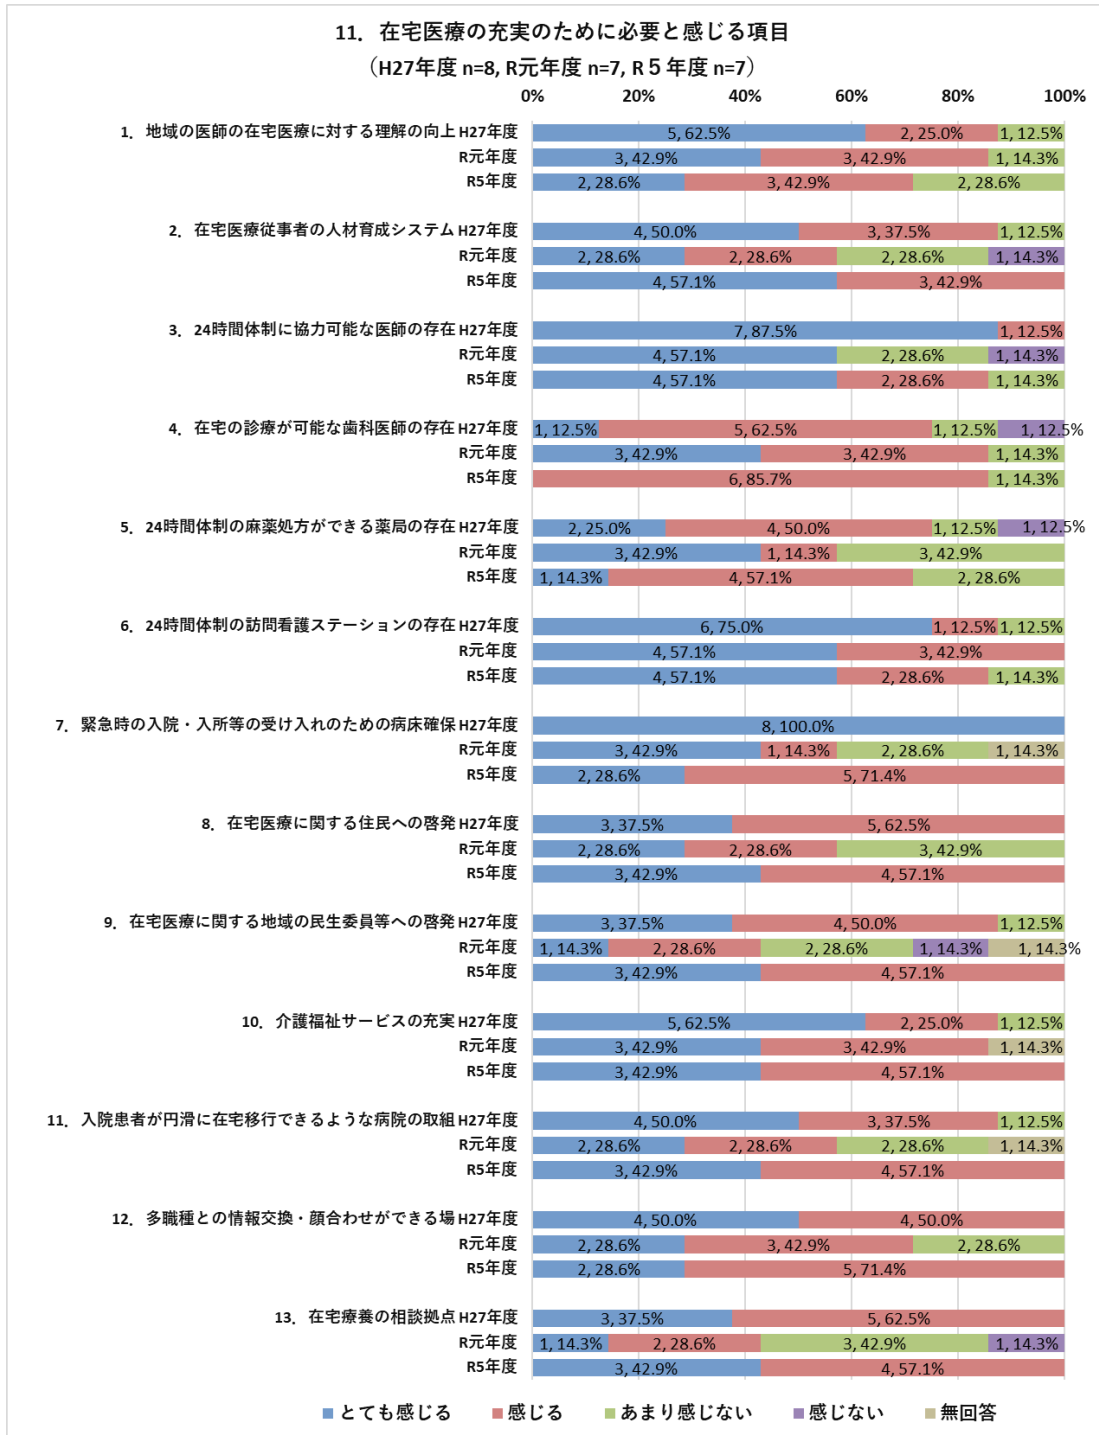 11. 在宅医療の充実のために必要と感じる項目
（H27年度 n=8, R元年度 n=7, R５年度 n=7）
0% 20% 40% 60% 80% 100%
1. 地域の医師の在宅医療に対する理解の向上 H27年度 5, 62.5% 2, 25.0% 1, 12.5%
R元年度 3, 42.9% 3, 42.9% 1, 14.3%
R5年度 2, 28.6% 3, 42.9% 2, 28.6%
2. 在宅医療従事者の人材育成システム H27年度 4, 50.0% 3, 37.5% 1, 12.5%
R元年度 2, 28.6% 2, 28.6% 2, 28.6% 1, 14.3%
R5年度 4, 57.1% 3, 42.9%
3. 24時間体制に協力可能な医師の存在 H27年度 7, 87.5% 1, 12.5%
R元年度 4, 57.1% 2, 28.6% 1, 14.3%
R5年度 4, 57.1% 2, 28.6% 1, 14.3%
4. 在宅の診療が可能な歯科医師の存在 H27年度 1, 12.5% 5, 62.5% 1, 12.5% 1, 12.5%
R元年度 3, 42.9% 3, 42.9% 1, 14.3%
R5年度 6, 85.7% 1, 14.3%
5. 24時間体制の麻薬処方ができる薬局の存在 H27年度 2, 25.0% 4, 50.0% 1, 12.5% 1, 12.5%
R元年度 3, 42.9% 1, 14.3% 3, 42.9%
R5年度 1, 14.3% 4, 57.1% 2, 28.6%
6. 24時間体制の訪問看護ステーションの存在 H27年度 6, 75.0% 1, 12.5% 1, 12.5%
R元年度 4, 57.1% 3, 42.9%
R5年度 4, 57.1% 2, 28.6% 1, 14.3%
7. 緊急時の入院・入所等の受け入れのための病床確保 H27年度 8, 100.0%
R元年度 3, 42.9% 1, 14.3% 2, 28.6% 1, 14.3%
R5年度 2, 28.6% 5, 71.4%
8. 在宅医療に関する住民への啓発 H27年度 3, 37.5% 5, 62.5%
R元年度 2, 28.6% 2, 28.6% 3, 42.9%
R5年度 3, 42.9% 4, 57.1%
9. 在宅医療に関する地域の民生委員等への啓発 H27年度 3, 37.5% 4, 50.0% 1, 12.5%
R元年度 1, 14.3% 2, 28.6% 2, 28.6% 1, 14.3% 1, 14.3%
R5年度 3, 42.9% 4, 57.1%
10. 介護福祉サービスの充実 H27年度 5, 62.5% 2, 25.0% 1, 12.5%
R元年度 3, 42.9% 3, 42.9% 1, 14.3%
R5年度 3, 42.9% 4, 57.1%
11. 入院患者が円滑に在宅移行できるような病院の取組 H27年度 4, 50.0% 3, 37.5% 1, 12.5%
R元年度 2, 28.6% 2, 28.6% 2, 28.6% 1, 14.3%
R5年度 3, 42.9% 4, 57.1%
12. 多職種との情報交換・顔合わせができる場 H27年度 4, 50.0% 4, 50.0%
R元年度 2, 28.6% 3, 42.9% 2, 28.6%
R5年度 2, 28.6% 5, 71.4%
13. 在宅療養の相談拠点 H27年度 3, 37.5% 5, 62.5%
R元年度 1, 14.3% 2, 28.6% 3, 42.9% 1, 14.3%
R5年度 3, 42.9% 4, 57.1%
とても感じる 感じる あまり感じない 感じない 無回答